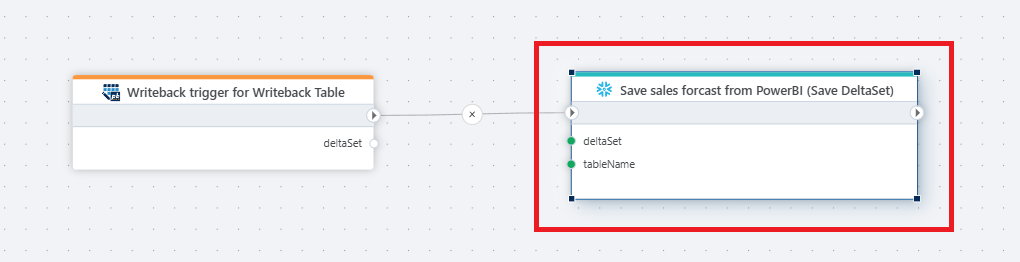 Writeback trigger for Writeback Table
deltaSet
Save sales forcast from PowerBI (Save DeltaSet)
deltaSet
tableName